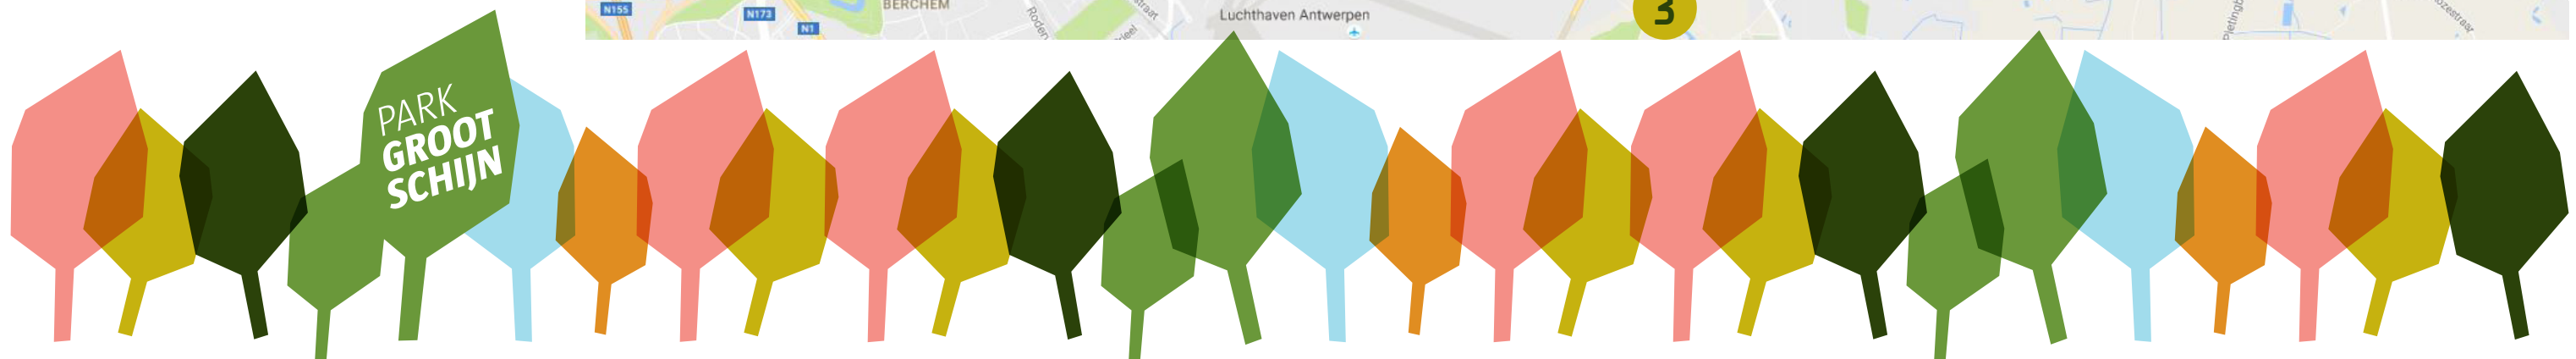 N155
N173
BERCHEM
N1
Luchthaven Antwerpen
3
PARK
GROOT
SCHIJN